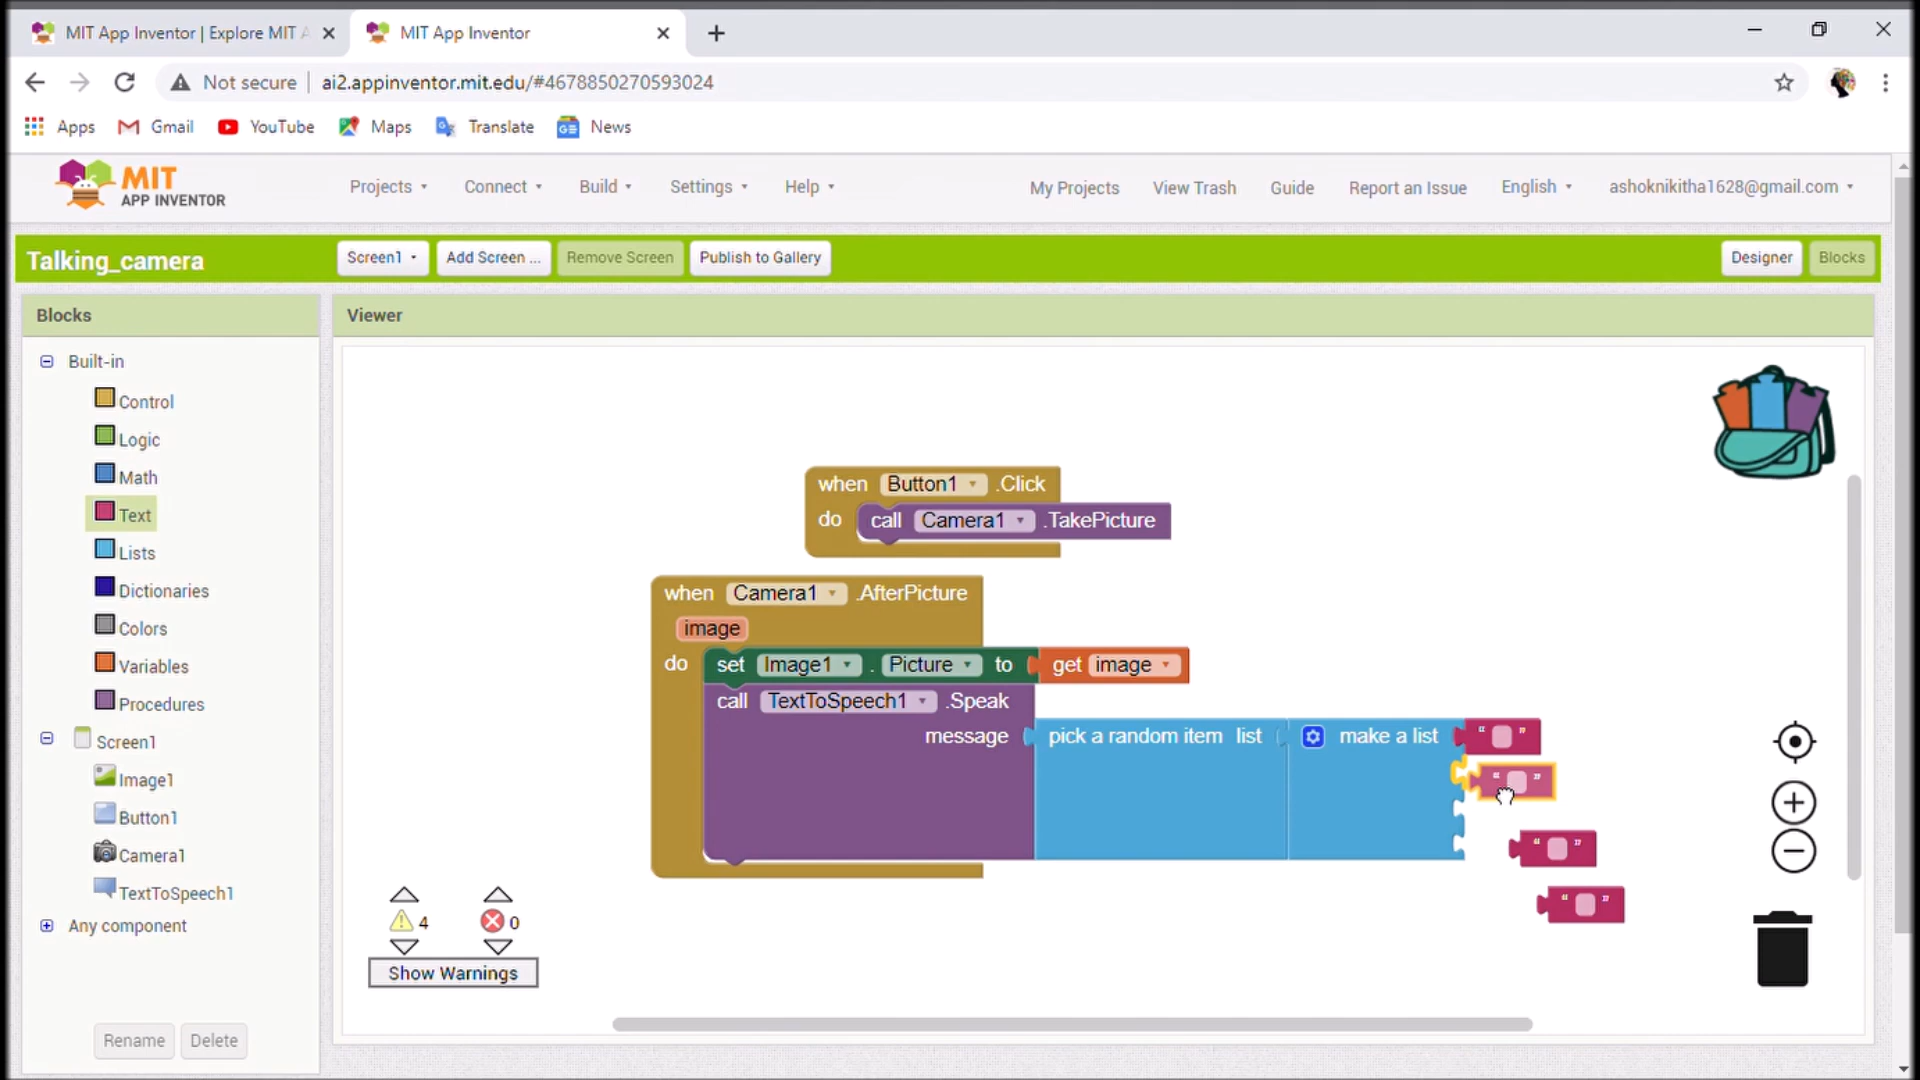 MIT App Inventor | Explore MIT A
MIT App Inventor
Not secure
ai2.appinventor.mit.edu/#4678850270593024
Apps
Gmail
YouTube
Maps
Translate
News
MIT
APP INVENTOR
Projects
Connect
Build
Settings
Help
My Projects
View Trash
Guide
Report an Issue
English
ashoknikitha1628@gmail.com
Talking_camera
Screen1
Add Screen ...
Remove Screen
Publish to Gallery
Designer
Blocks
Blocks
Viewer
Built-in
Control
Logic
Math
Text
Lists
Dictionaries
Colors
Variables
Procedures
Screen1
Image1
Button1
Camera1
TextToSpeech1
Any component
Rename
Delete
when Button1 .Click
do call Camera1 .TakePicture
when Camera1 .AfterPicture
image
do set Image1 . Picture to get image
call TextToSpeech1 .Speak
message pick a random item list make a list “ ”
“ ”
“ ”
“ ”
4
0
Show Warnings